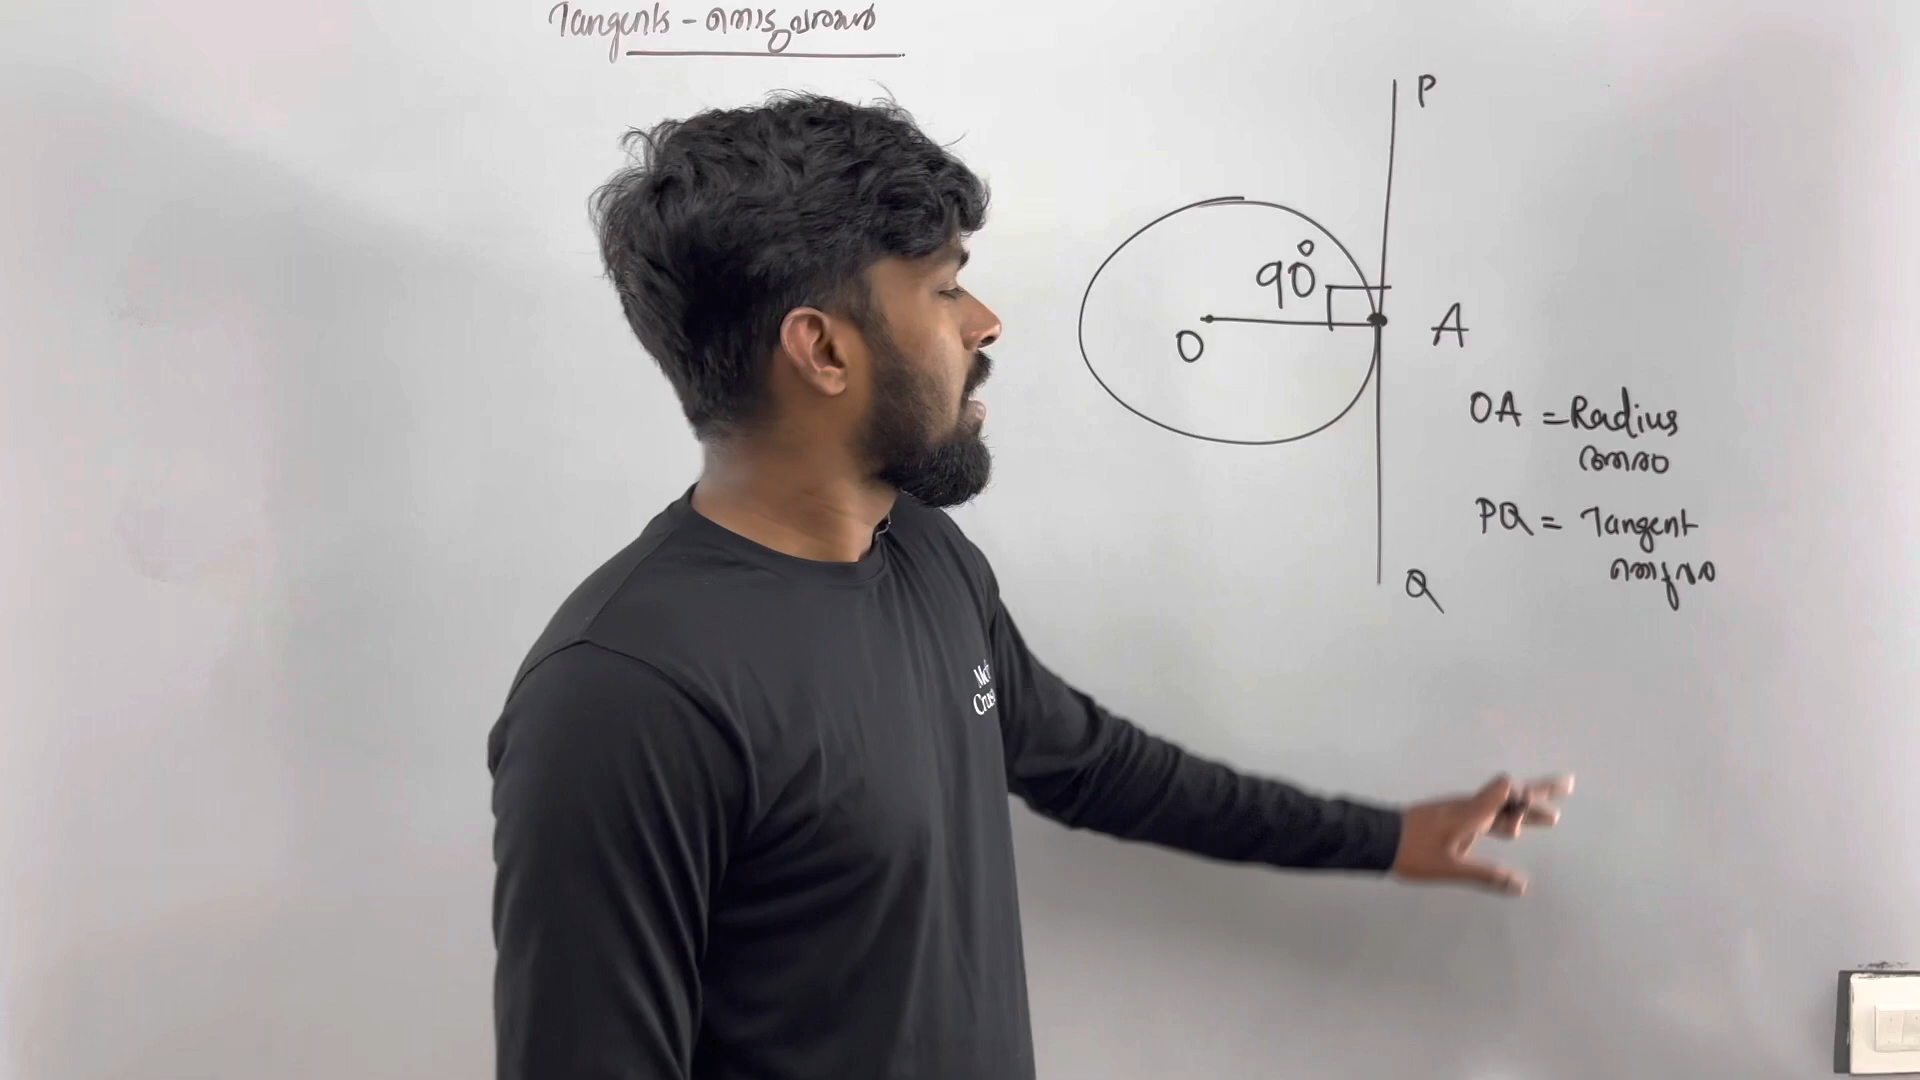 Tangents - തൊടുവരകൾ
P
90°
O
A
OA = Radius
ആരം
PQ = Tangent
തൊടുവര
Q